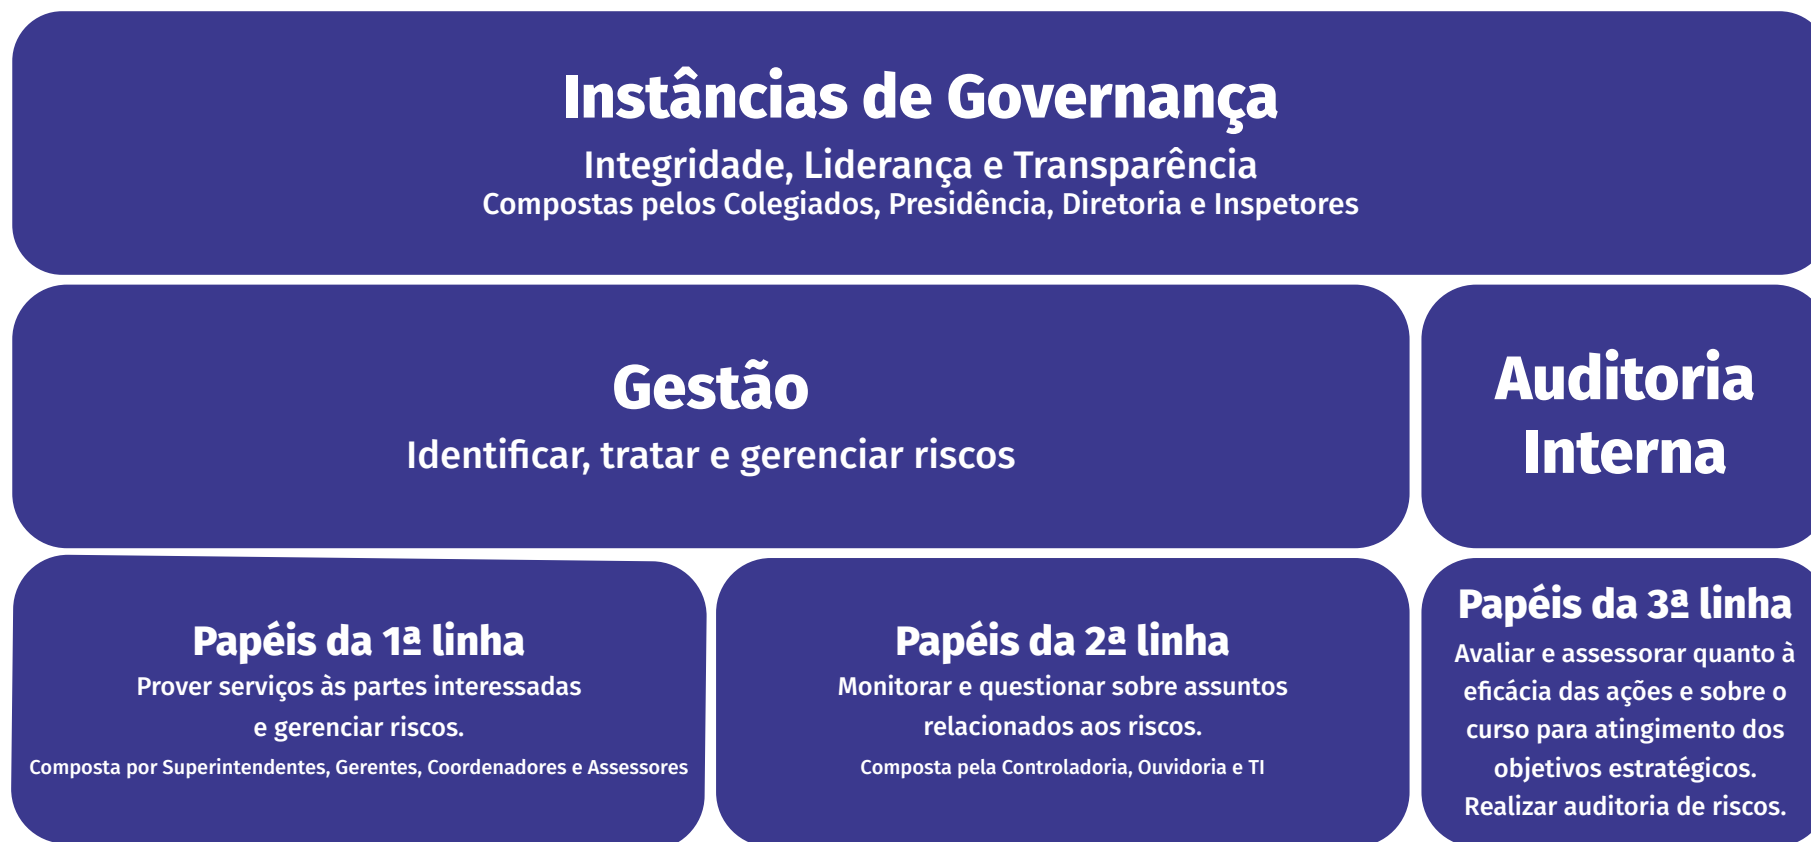 Instâncias de Governança
Integridade, Liderança e Transparência
Compostas pelos Colegiados, Presidência, Diretoria e Inspetores
Gestão
Identificar, tratar e gerenciar riscos
Auditoria
Interna
Papéis da 1ª linha
Prover serviços às partes interessadas
e gerenciar riscos.
Composta por Superintendentes, Gerentes, Coordenadores e Assessores
Papéis da 2ª linha
Monitorar e questionar sobre assuntos
relacionados aos riscos.
Composta pela Controladoria, Ouvidoria e TI
Papéis da 3ª linha
Avaliar e assessorar quanto à
eficácia das ações e sobre o
curso para atingimento dos
objetivos estratégicos.
Realizar auditoria de riscos.